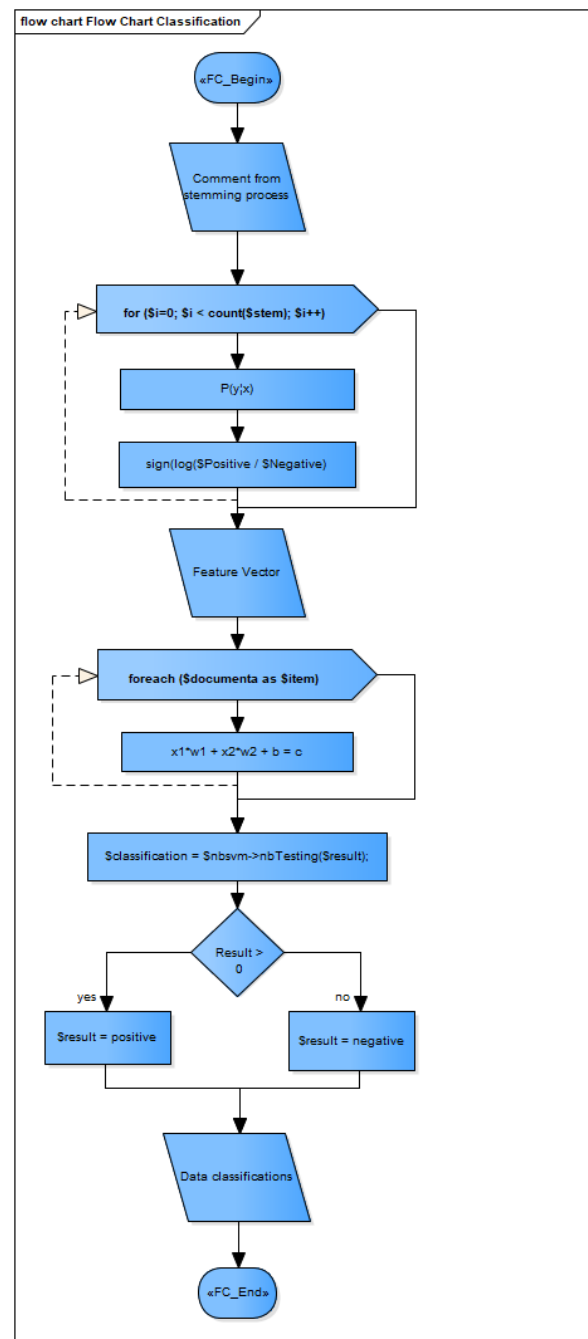 flow chart Flow Chart Classification
«FC_Begin»
Comment from
stemming process
for ($i=0; $i < count($stem); $i++)
P(y¦x)
sign(log($Positive / $Negative)
Feature Vector
foreach ($documenta as $item)
x1*w1 + x2*w2 + b = c
$classification = $nbsvm->nbTesting($result);
Result >
0
yes
no
$result = positive
$result = negative
Data classifications
«FC_End»